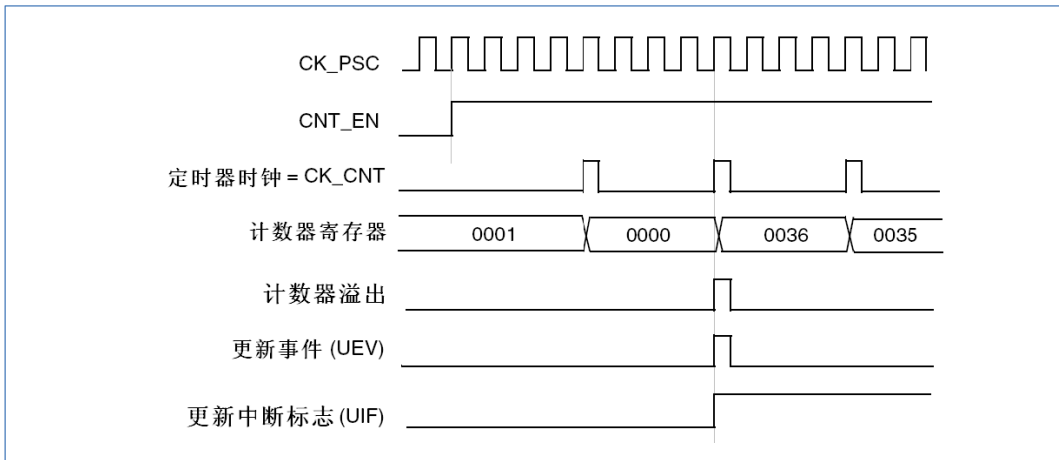 CK_PSC
CNT_EN
定时器时钟 = CK_CNT
计数器寄存器 0001 0000 0036 0035
计数器溢出
更新事件 (UEV)
更新中断标志 (UIF)